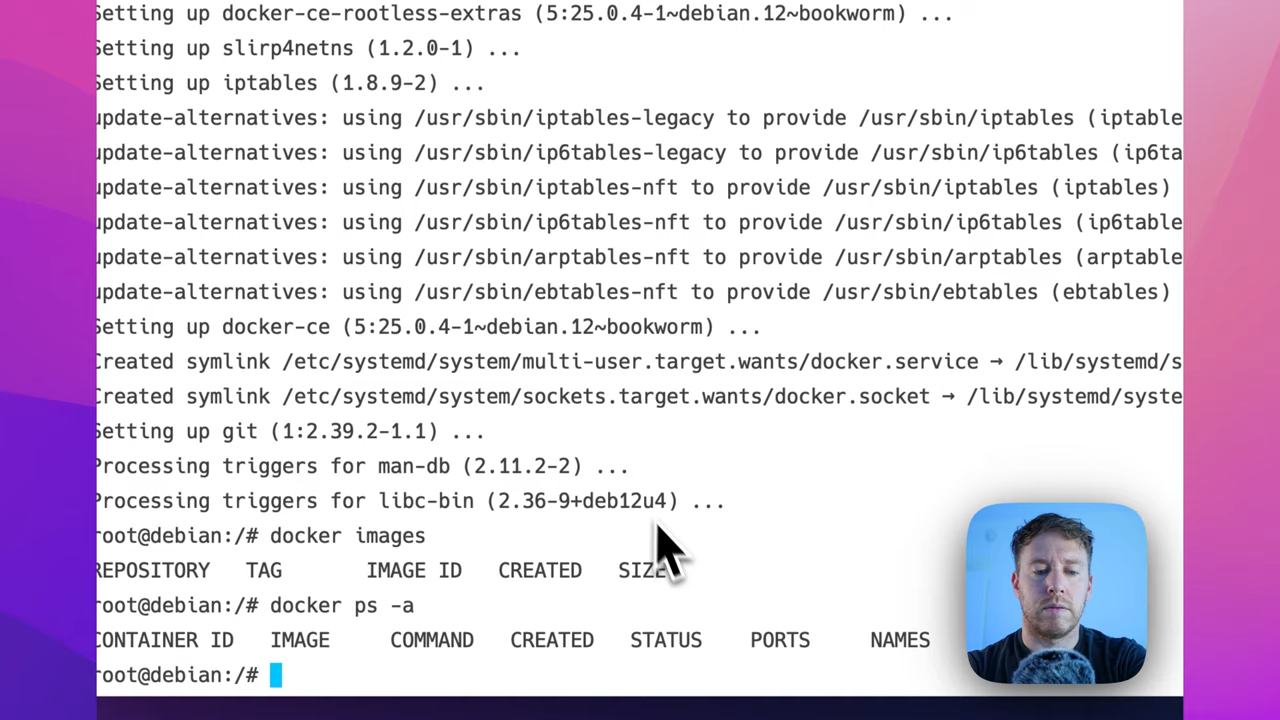 Setting up docker-ce-rootless-extras (5:25.0.4-1~debian.12~bookworm) ...
Setting up slirp4netns (1.2.0-1) ...
Setting up iptables (1.8.9-2) ...
update-alternatives: using /usr/sbin/iptables-legacy to provide /usr/sbin/iptables (iptable
update-alternatives: using /usr/sbin/ip6tables-legacy to provide /usr/sbin/ip6tables (ip6ta
update-alternatives: using /usr/sbin/iptables-nft to provide /usr/sbin/iptables (iptables)
update-alternatives: using /usr/sbin/ip6tables-nft to provide /usr/sbin/ip6tables (ip6table
update-alternatives: using /usr/sbin/arptables-nft to provide /usr/sbin/arptables (arptable
update-alternatives: using /usr/sbin/ebtables-nft to provide /usr/sbin/ebtables (ebtables)
Setting up docker-ce (5:25.0.4-1~debian.12~bookworm) ...
Created symlink /etc/systemd/system/multi-user.target.wants/docker.service → /lib/systemd/s
Created symlink /etc/systemd/system/sockets.target.wants/docker.socket → /lib/systemd/syste
Setting up git (1:2.39.2-1.1) ...
Processing triggers for man-db (2.11.2-2) ...
Processing triggers for libc-bin (2.36-9+deb12u4) ...
root@debian:/# docker images
REPOSITORY TAG IMAGE ID CREATED SIZE
root@debian:/# docker ps -a
CONTAINER ID IMAGE COMMAND CREATED STATUS PORTS NAMES
root@debian:/#